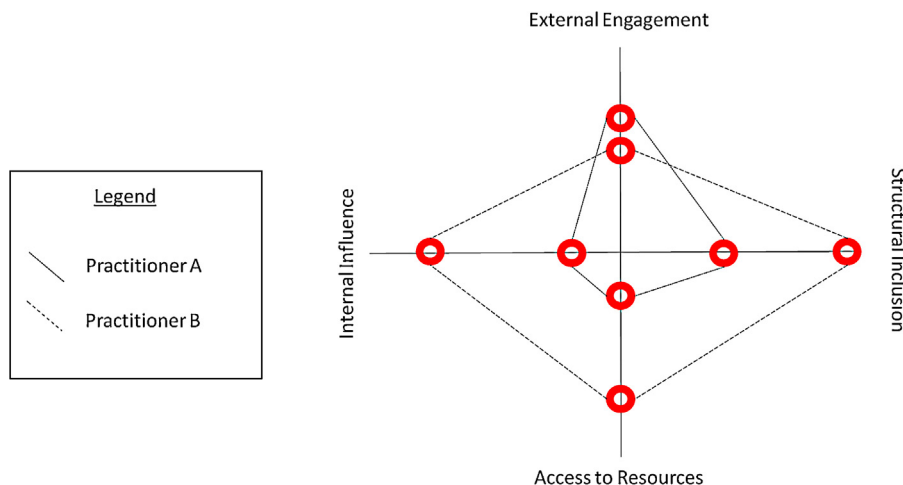 External Engagement
Legend
Practitioner A
Practitioner B
Internal Influence
Structural Inclusion
Access to Resources